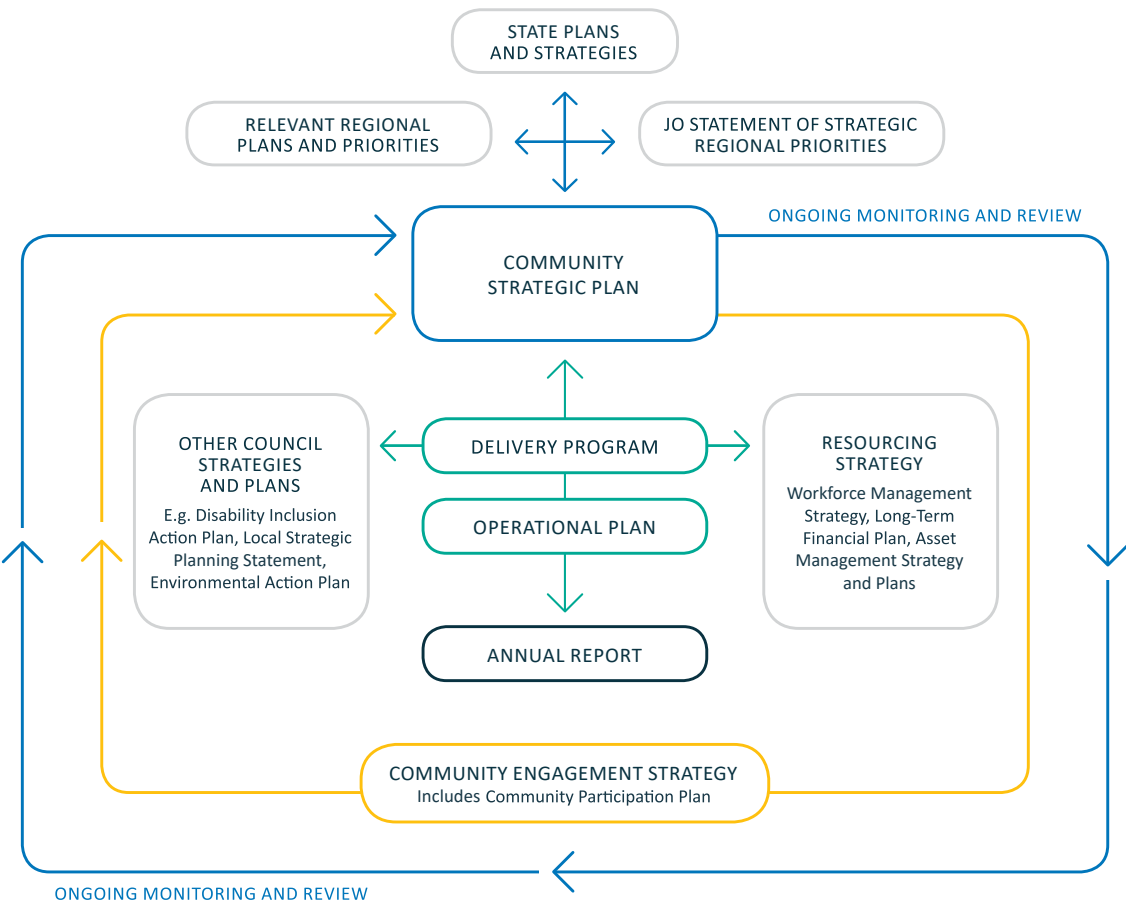 STATE PLANS
AND STRATEGIES
RELEVANT REGIONAL
PLANS AND PRIORITIES
JO STATEMENT OF STRATEGIC
REGIONAL PRIORITIES
ONGOING MONITORING AND REVIEW
COMMUNITY
STRATEGIC PLAN
OTHER COUNCIL
STRATEGIES
AND PLANS
E.g. Disability Inclusion
Action Plan, Local Strategic
Planning Statement,
Environmental Action Plan
DELIVERY PROGRAM
OPERATIONAL PLAN
ANNUAL REPORT
RESOURCING
STRATEGY
Workforce Management
Strategy, Long-Term
Financial Plan, Asset
Management Strategy
and Plans
COMMUNITY ENGAGEMENT STRATEGY
Includes Community Participation Plan
ONGOING MONITORING AND REVIEW